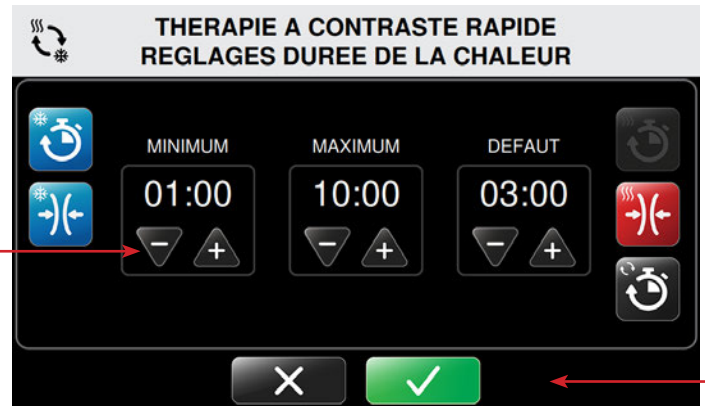 THERAPIE A CONTRASTE RAPIDE
REGLAGES DUREE DE LA CHALEUR
MINIMUM MAXIMUM DEFAUT
01:00 10:00 03:00
- + - + - +